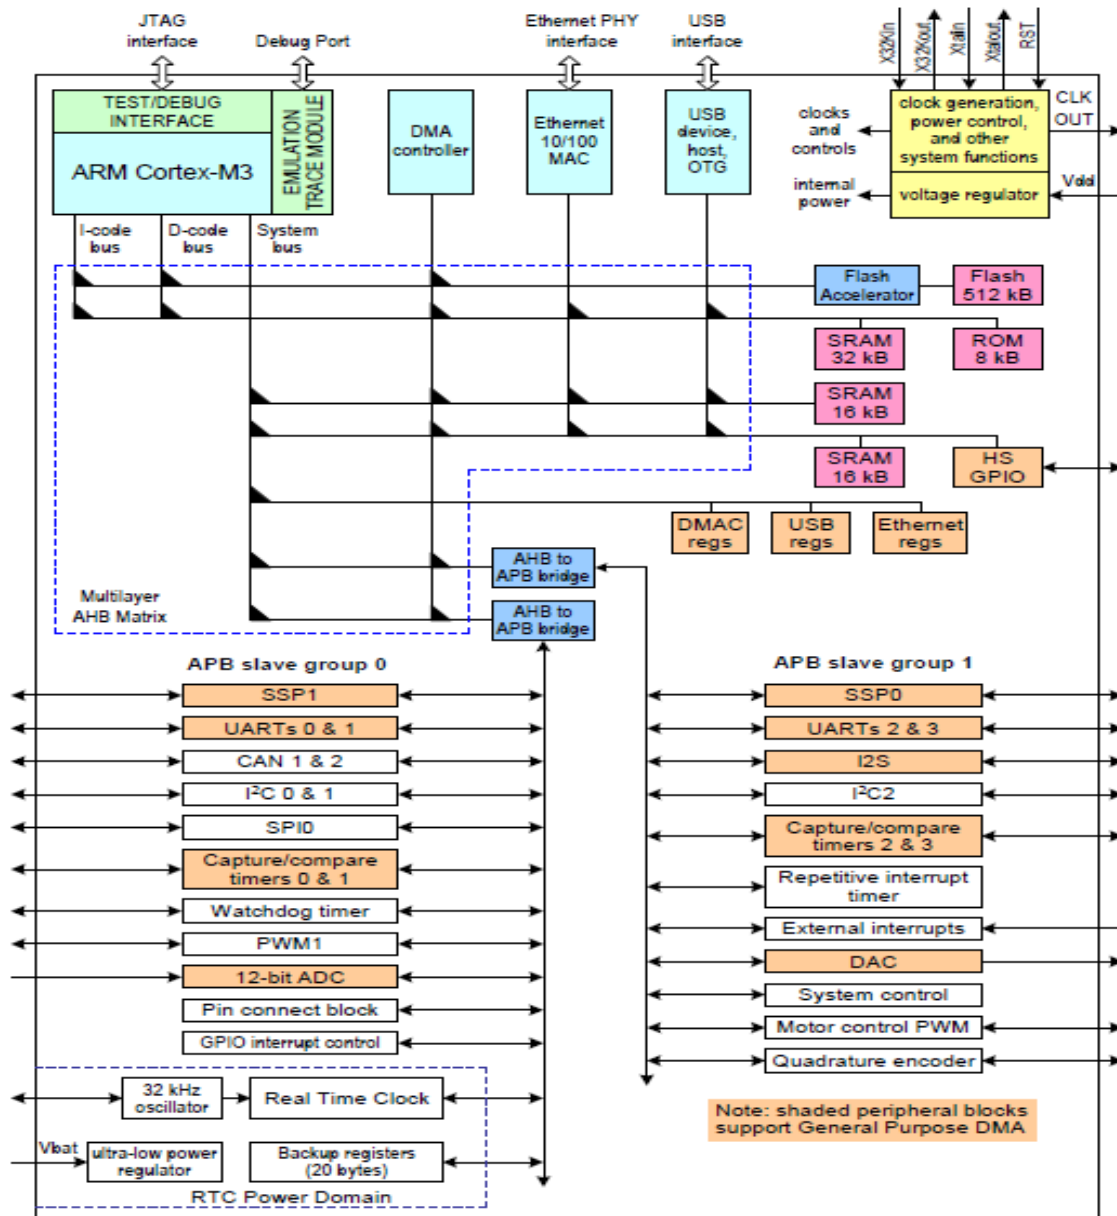 JTAG
interface
Debug Port
Ethernet PHY
interface
USB
interface
X32Kin
X32Kout
Xtalin
Xtalout
RST
TEST/DEBUG
INTERFACE
ARM Cortex-M3
EMULATION
TRACE MODULE
DMA
controller
Ethernet
10/100
MAC
USB
device,
host,
OTG
clocks
and
controls
internal
power
clock generation,
power control,
and other
system functions
voltage regulator
CLK
OUT
Vdd
I-code
bus
D-code
bus
System
bus
Flash
Accelerator
Flash
512 kB
SRAM
32 kB
ROM
8 kB
SRAM
16 kB
SRAM
16 kB
HS
GPIO
DMAC
regs
USB
regs
Ethernet
regs
Multilayer
AHB Matrix
AHB to
APB bridge
AHB to
APB bridge
APB slave group 0
SSP1
UARTs 0 & 1
CAN 1 & 2
I²C 0 & 1
SPI0
Capture/compare
timers 0 & 1
Watchdog timer
PWM1
12-bit ADC
Pin connect block
GPIO interrupt control
32 kHz
oscillator
Real Time Clock
Vbat
ultra-low power
regulator
Backup registers
(20 bytes)
RTC Power Domain
APB slave group 1
SSP0
UARTs 2 & 3
I2S
I²C2
Capture/compare
timers 2 & 3
Repetitive interrupt
timer
External interrupts
DAC
System control
Motor control PWM
Quadrature encoder
Note: shaded peripheral blocks
support General Purpose DMA